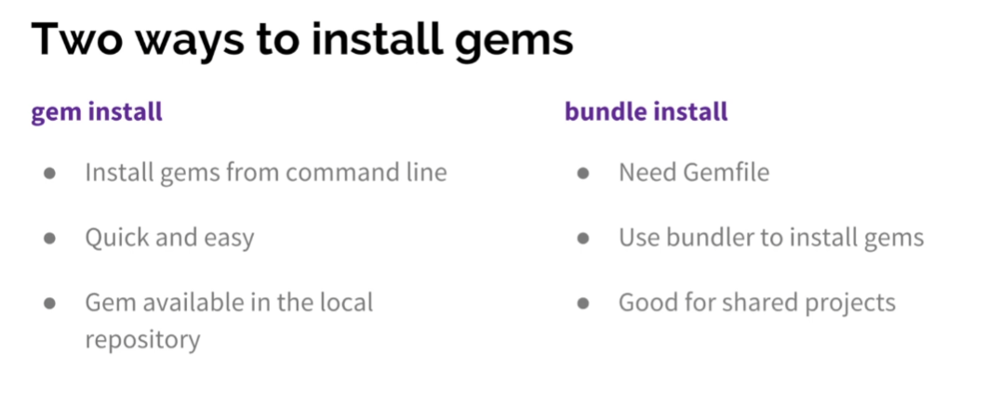 Two ways to install gems
gem install
● Install gems from command line
● Quick and easy
● Gem available in the local
repository
bundle install
● Need Gemfile
● Use bundler to install gems
● Good for shared projects